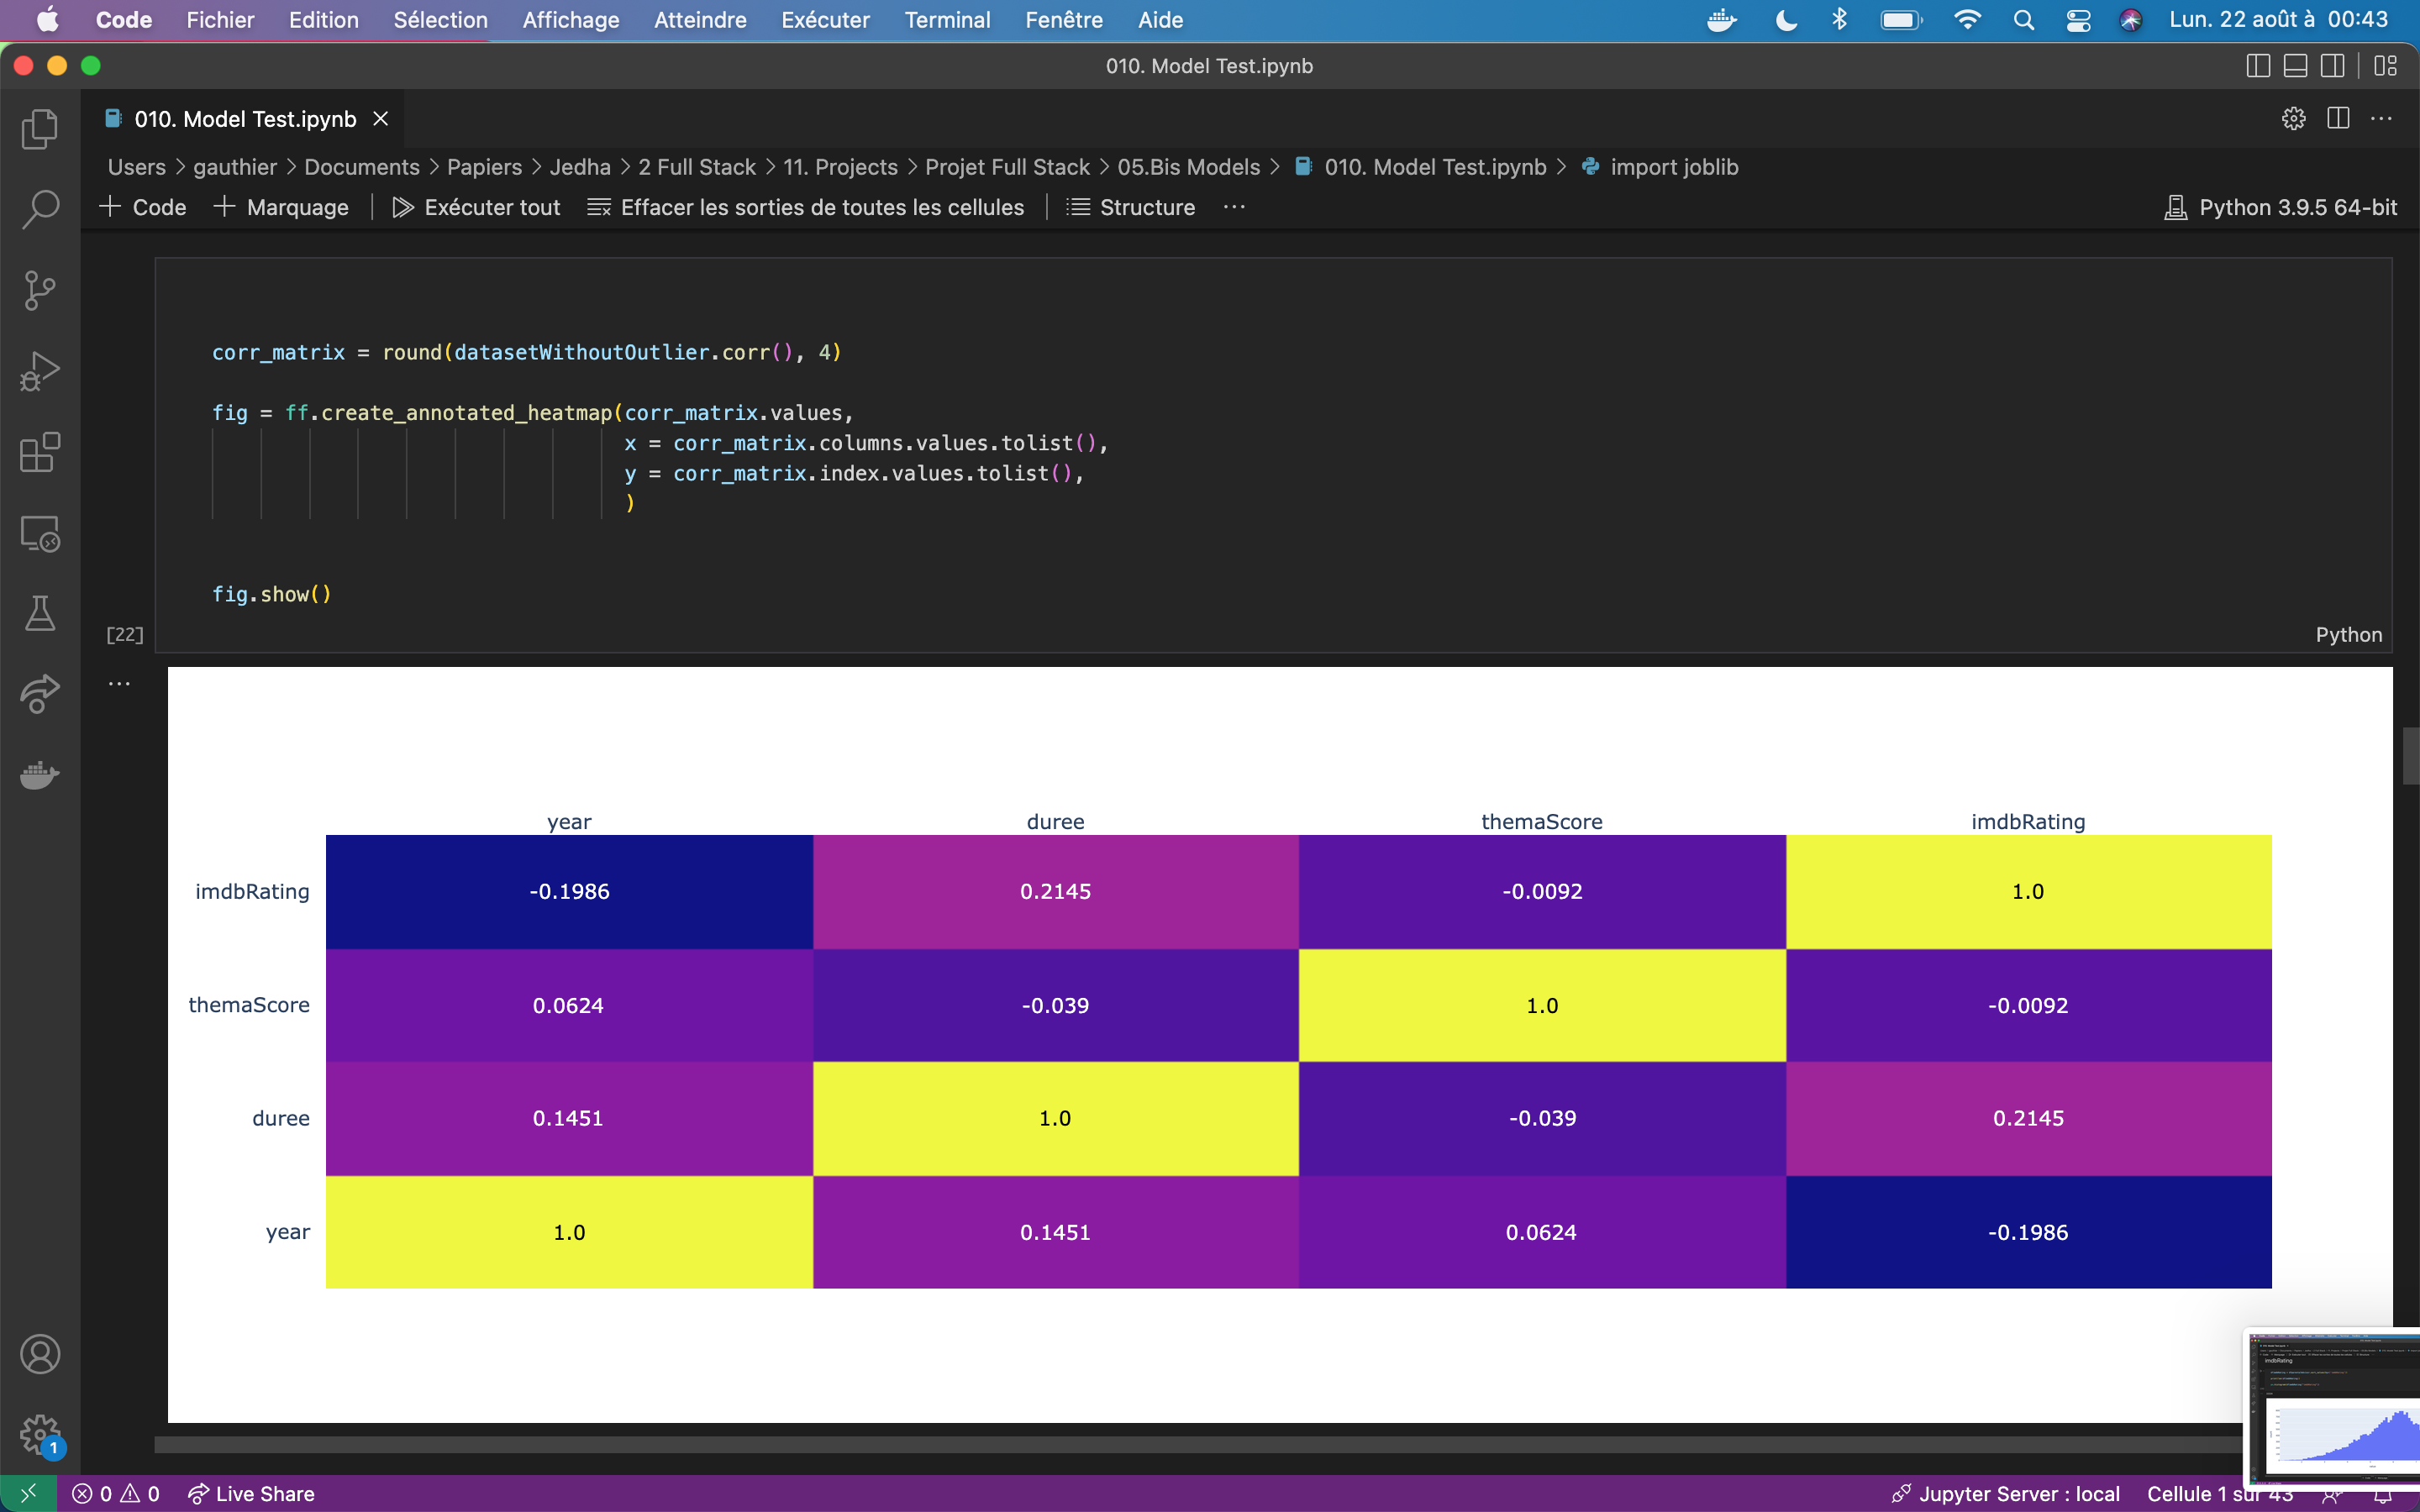 Code Fichier Edition Sélection Affichage Atteindre Exécuter Terminal Fenêtre Aide Lun. 22 août à 00:43
010. Model Test.ipynb
010. Model Test.ipynb
Users > gauthier > Documents > Papiers > Jedha > 2 Full Stack > 11. Projects > Projet Full Stack > 05.Bis Models > 010. Model Test.ipynb > import joblib
+ Code + Marquage Exécuter tout Effacer les sorties de toutes les cellules Structure ... Python 3.9.5 64-bit
corr_matrix = round(datasetWithoutOutlier.corr(), 4)
fig = ff.create_annotated_heatmap(corr_matrix.values,
x = corr_matrix.columns.values.tolist(),
y = corr_matrix.index.values.tolist(),
)
fig.show()
[22] Python
...
year duree themaScore imdbRating
imdbRating -0.1986 0.2145 -0.0092 1.0
themaScore 0.0624 -0.039 1.0 -0.0092
duree 0.1451 1.0 -0.039 0.2145
year 1.0 0.1451 0.0624 -0.1986
imdbRating
1
0 0 Live Share Jupyter Server : local Cellule 1 sur 43